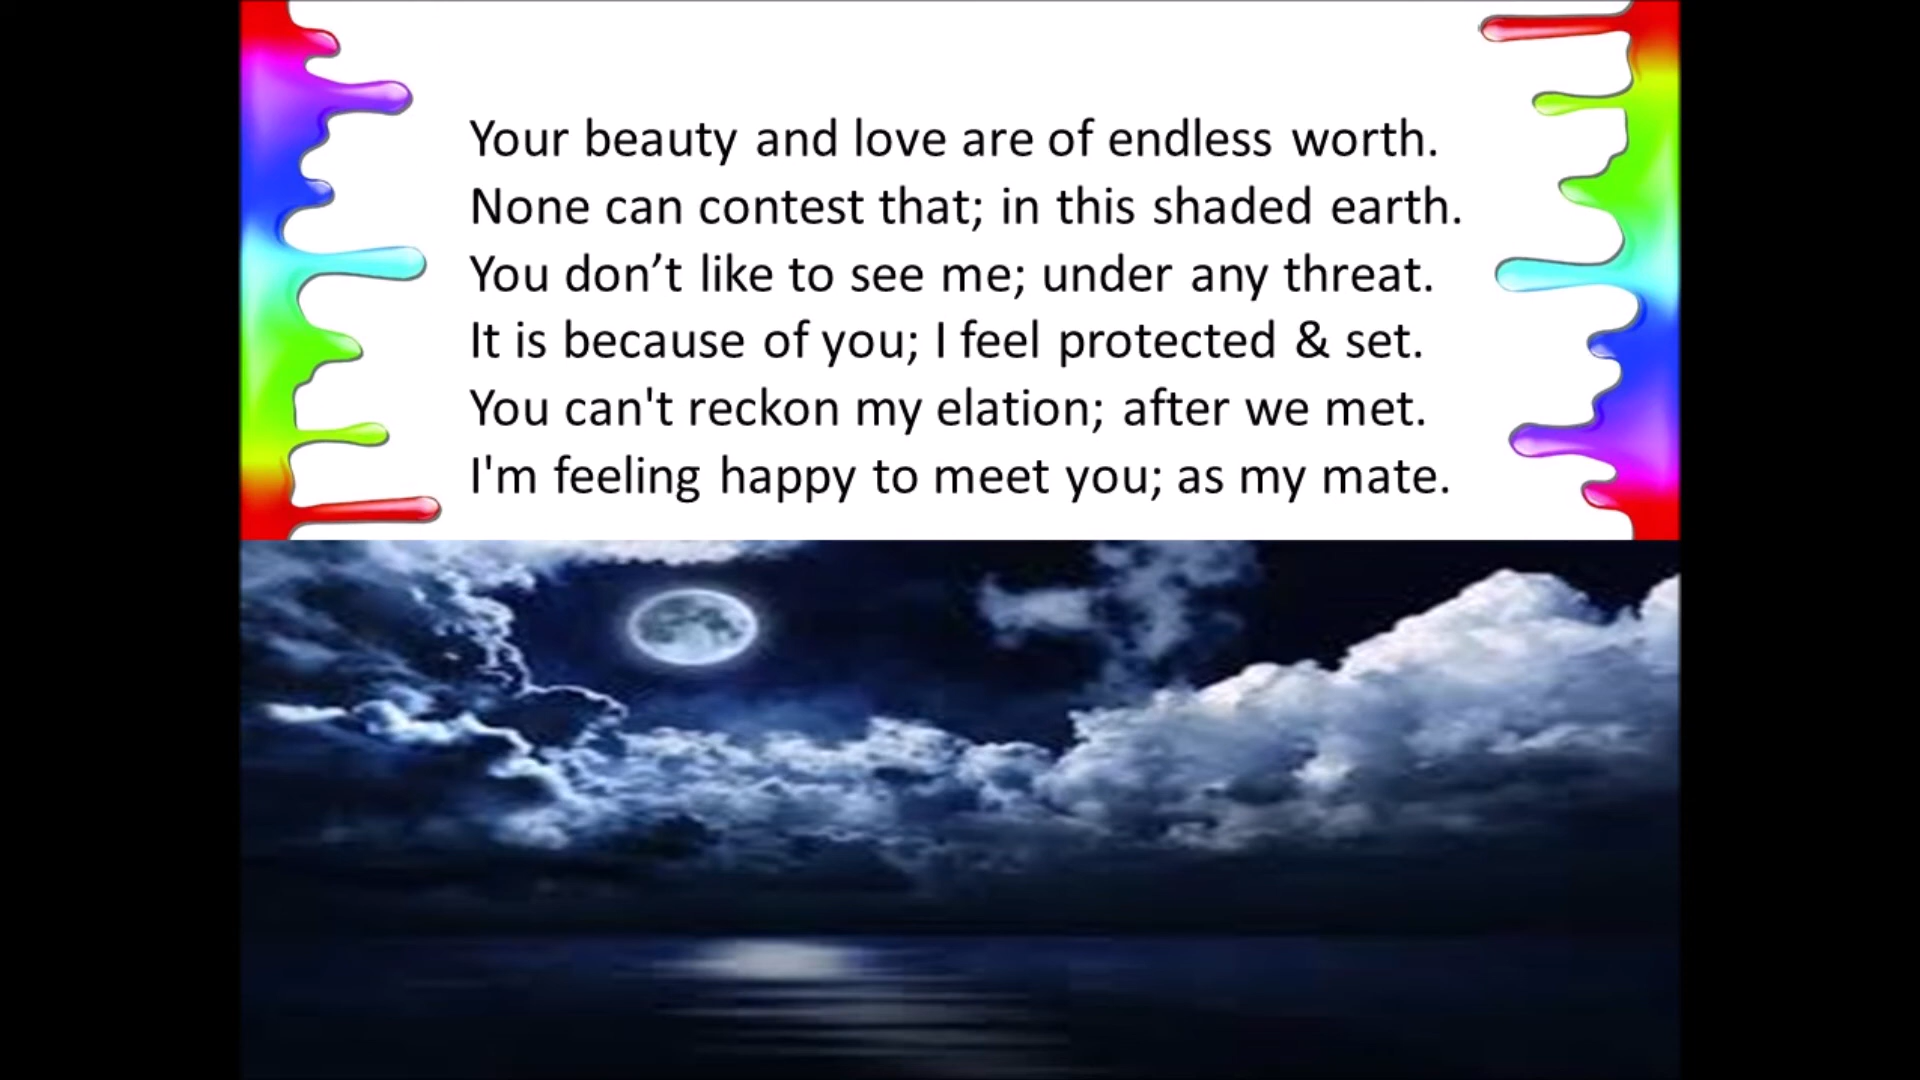 Your beauty and love are of endless worth.
None can contest that; in this shaded earth.
You don’t like to see me; under any threat.
It is because of you; I feel protected & set.
You can't reckon my elation; after we met.
I'm feeling happy to meet you; as my mate.